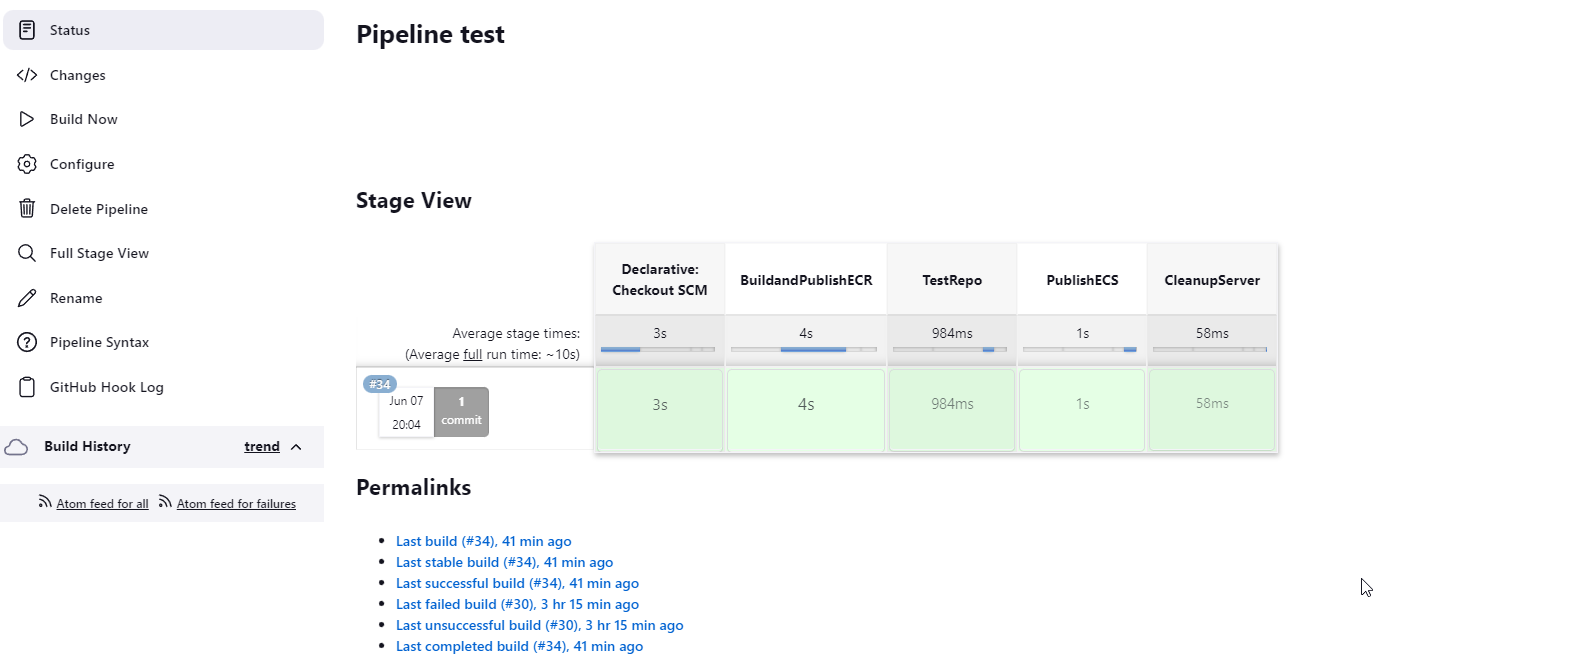 Status
Changes
Build Now
Configure
Delete Pipeline
Full Stage View
Rename
Pipeline Syntax
GitHub Hook Log
Build History trend
Atom feed for all Atom feed for failures
Pipeline test
Stage View
Declarative:
Checkout SCM
BuildandPublishECR
TestRepo
PublishECS
CleanupServer
Average stage times:
(Average full run time: ~10s)
3s
4s
984ms
1s
58ms
#34
Jun 07
20:04
1
commit
3s
4s
984ms
1s
58ms
Permalinks
Last build (#34), 41 min ago
Last stable build (#34), 41 min ago
Last successful build (#34), 41 min ago
Last failed build (#30), 3 hr 15 min ago
Last unsuccessful build (#30), 3 hr 15 min ago
Last completed build (#34), 41 min ago